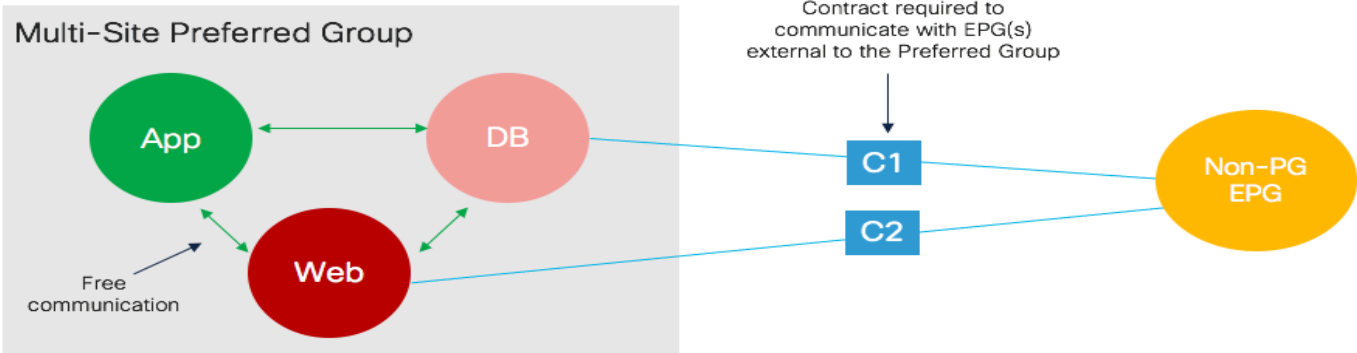 Multi-Site Preferred Group
Contract required to
communicate with EPG(s)
external to the Preferred Group
App
DB
C1
Non-PG
EPG
C2
Web
Free
communication